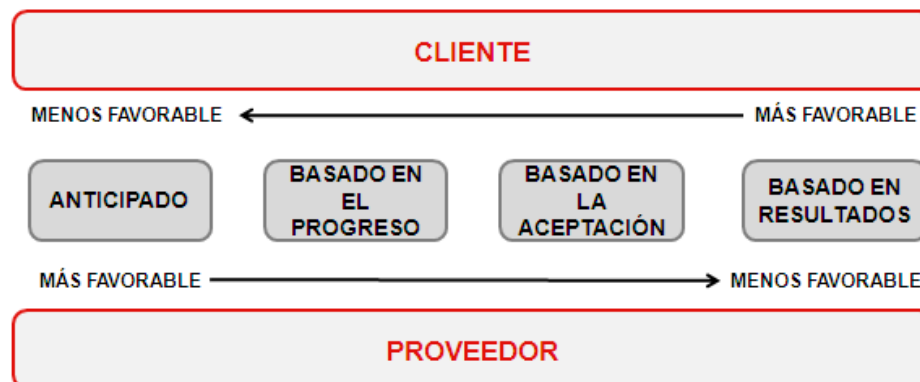 CLIENTE
MENOS FAVORABLE MÁS FAVORABLE
ANTICIPADO
BASADO EN
EL
PROGRESO
BASADO EN
LA
ACEPTACIÓN
BASADO EN
RESULTADOS
MÁS FAVORABLE MENOS FAVORABLE
PROVEEDOR